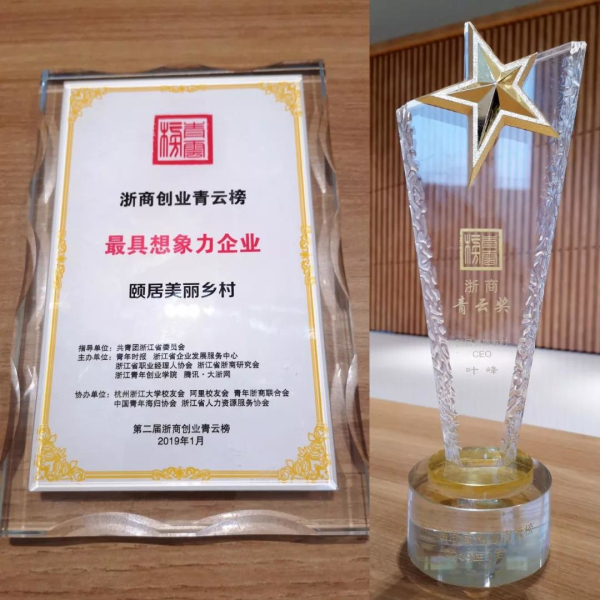 青雲榜
浙商创业青云榜
最具想象力企业
颐居美丽乡村
指导单位：共青团浙江省委员会
主办单位：青年时报 浙江省企业发展服务中心
浙江省职业经理人协会 浙江省浙商研究会
浙江青年创业学院 腾讯·大浙网
协办单位：杭州浙江大学校友会 阿里校友会 青年浙商联合会
中国青年海归协会 浙江省人力资源服务协会
第二届浙商创业青云榜
2019年1月
青雲榜
浙商
青云奖
CEO
叶峰